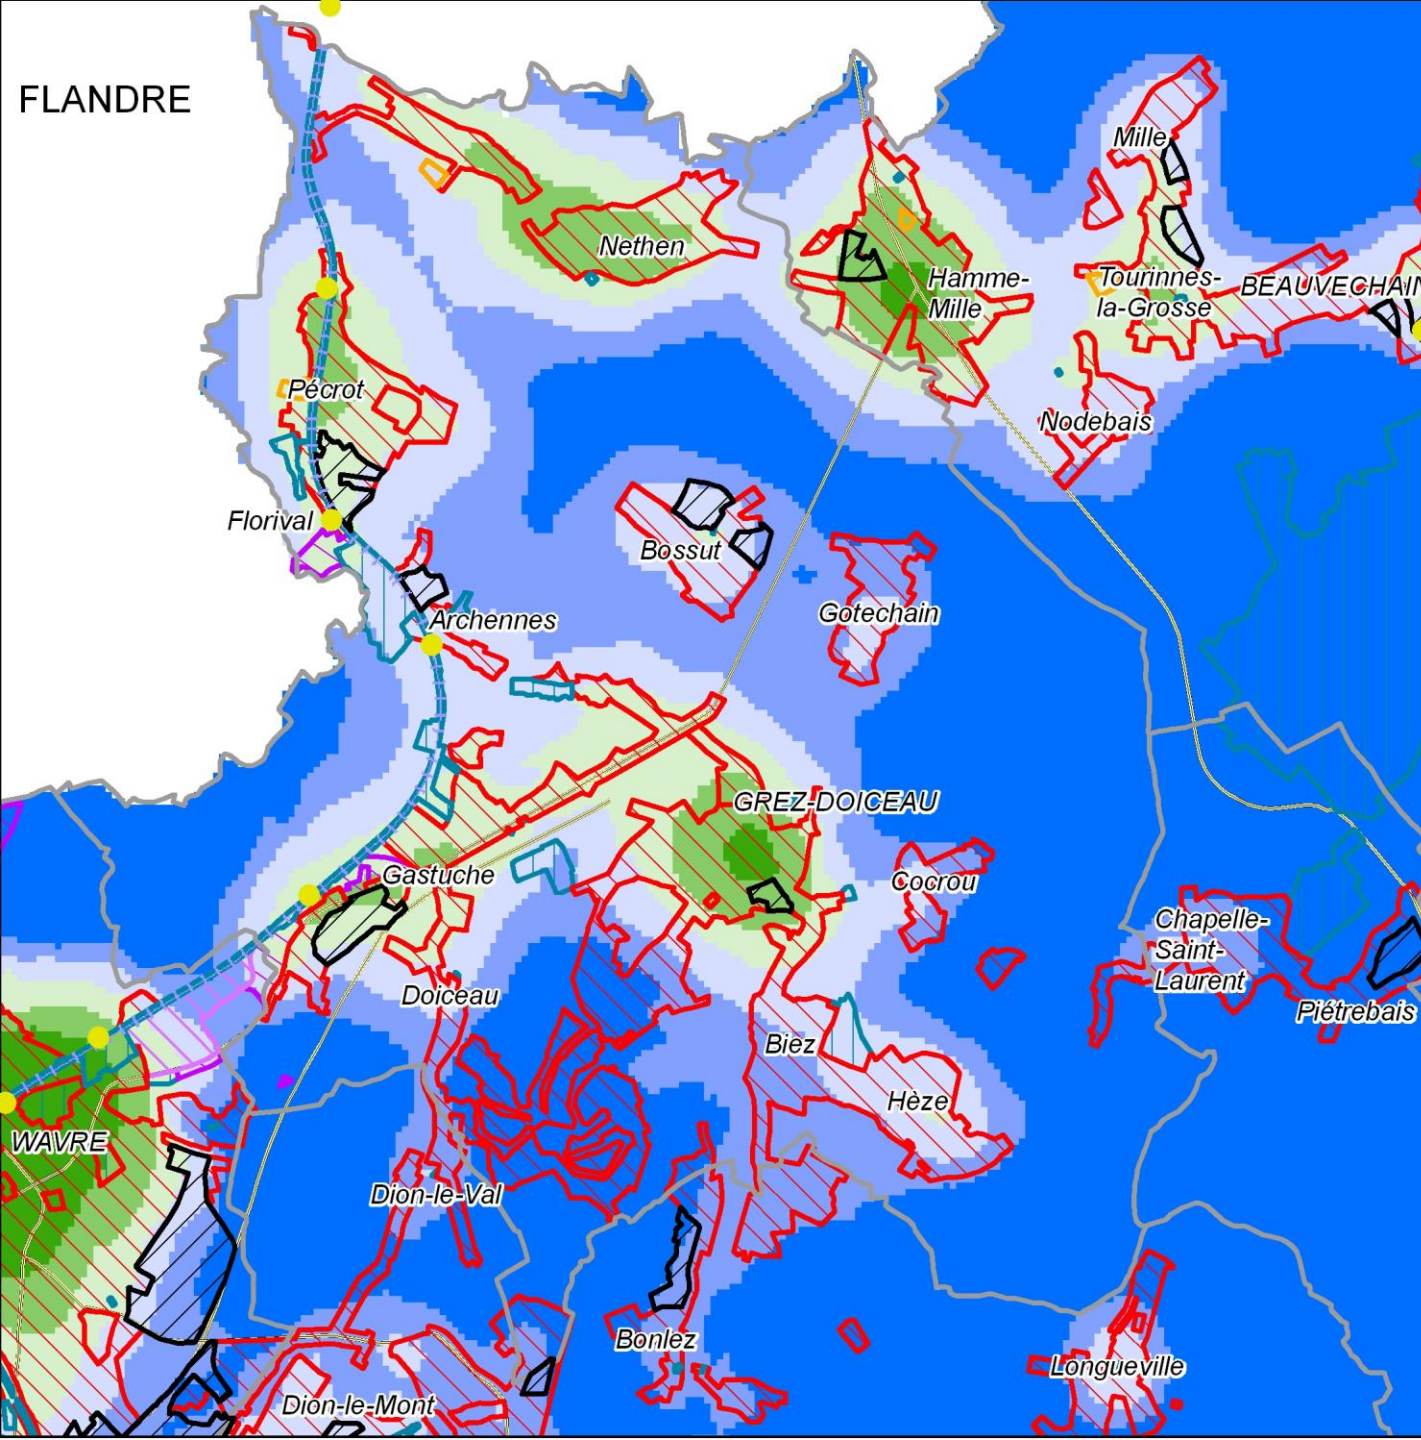 FLANDRE
Mille
Nethen
Hamme-
Mille
Tourinnes-
la-Grosse
BEAUVECHAIN
Pécrot
Nodebais
Florival
Bossut
Archennes
Gotechain
GREZ-DOICEAU
Gastuche
Cocrou
Chapelle-
Saint-
Laurent
Doiceau
Piétrebais
Biez
Hèze
WAVRE
Dion-le-Val
Bonlez
Longueville
Dion-le-Mont